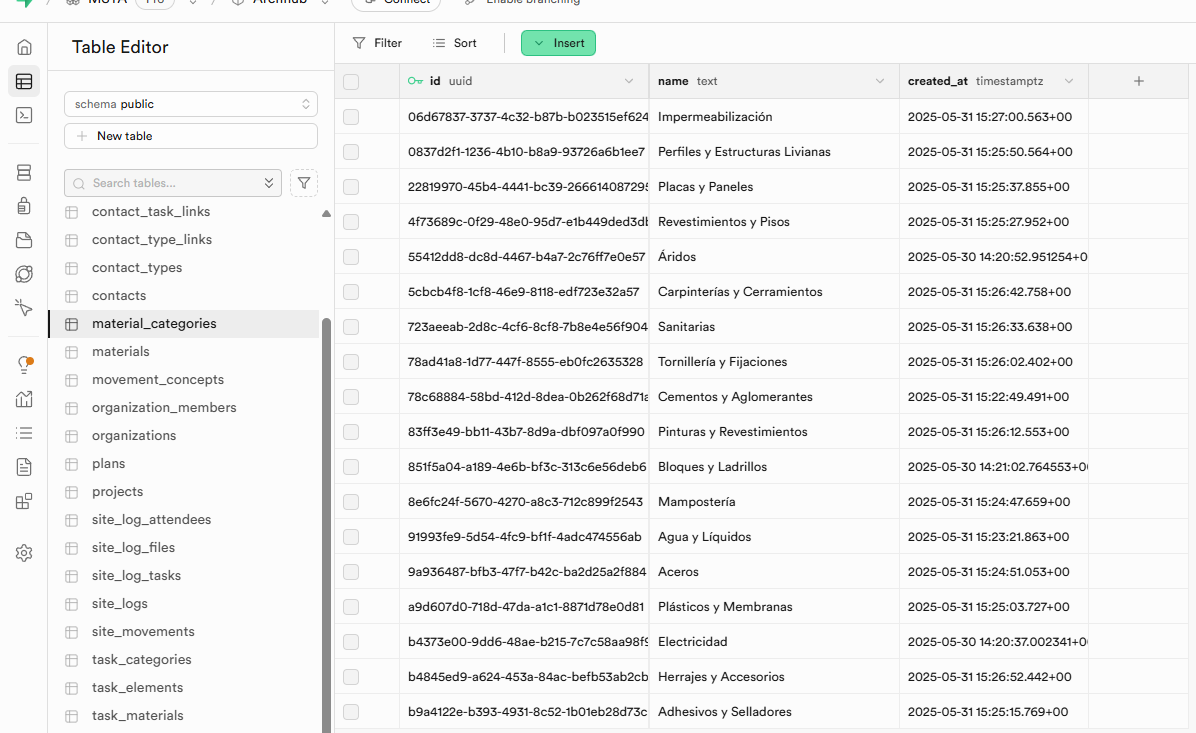 MUTA Pro Archub Connect Enable branching
Table Editor
Filter Sort Insert
schema public
New table
Search tables...
contact_task_links
contact_type_links
contact_types
contacts
material_categories
materials
movement_concepts
organization_members
organizations
plans
projects
site_log_attendees
site_log_files
site_log_tasks
site_logs
site_movements
task_categories
task_elements
task_materials
id uuid name text created_at timestamptz
06d67837-3737-4c32-b87b-b023515ef624 Impermeabilización 2025-05-31 15:27:00.563+00
0837d2f1-1236-4b10-b8a9-93726a6b1ee7 Perfiles y Estructuras Livianas 2025-05-31 15:25:50.564+00
22819970-45b4-4441-bc39-266614087295 Placas y Paneles 2025-05-31 15:25:37.855+00
4f73689c-0f29-48e0-95d7-e1b449ded3db Revestimientos y Pisos 2025-05-31 15:25:27.952+00
55412dd8-dc8d-4467-b4a7-2c76ff7e0e57 Áridos 2025-05-30 14:20:52.951254+0
5cbcb4f8-1cf8-46e9-8118-edf723e32a57 Carpinterías y Cerramientos 2025-05-31 15:26:42.758+00
723aeeab-2d8c-4cf6-8cf8-7b8e4e56f904 Sanitarias 2025-05-31 15:26:33.638+00
78ad41a8-1d77-447f-8555-eb0fc2635328 Tornillería y Fijaciones 2025-05-31 15:26:02.402+00
78c68884-58bd-412d-8dea-0b262f68d71a Cementos y Aglomerantes 2025-05-31 15:22:49.491+00
83ff3e49-bb11-43b7-8d9a-dbf097a0f990 Pinturas y Revestimientos 2025-05-31 15:26:12.553+00
851f5a04-a189-4e6b-bf3c-313c6e56deb6 Bloques y Ladrillos 2025-05-30 14:21:02.764553+0
8e6fc24f-5670-4270-a8c3-712c899f2543 Mampostería 2025-05-31 15:24:47.659+00
91993fe9-5d54-4fc9-bf1f-4adc474556ab Agua y Líquidos 2025-05-31 15:23:21.863+00
9a936487-bfb3-47f7-b42c-ba2d25a2f884 Aceros 2025-05-31 15:24:51.053+00
a9d607d0-718d-47da-a1c1-8871d78e0d81 Plásticos y Membranas 2025-05-31 15:25:03.727+00
b4373e00-9dd6-48ae-b215-7c7c58aa98f9 Electricidad 2025-05-30 14:20:37.002341+0
b4845ed9-a624-453a-84ac-befb53ab2cb Herrajes y Accesorios 2025-05-31 15:26:52.442+00
b9a4122e-b393-4931-8c52-1b01eb28d73c Adhesivos y Selladores 2025-05-31 15:25:15.769+00